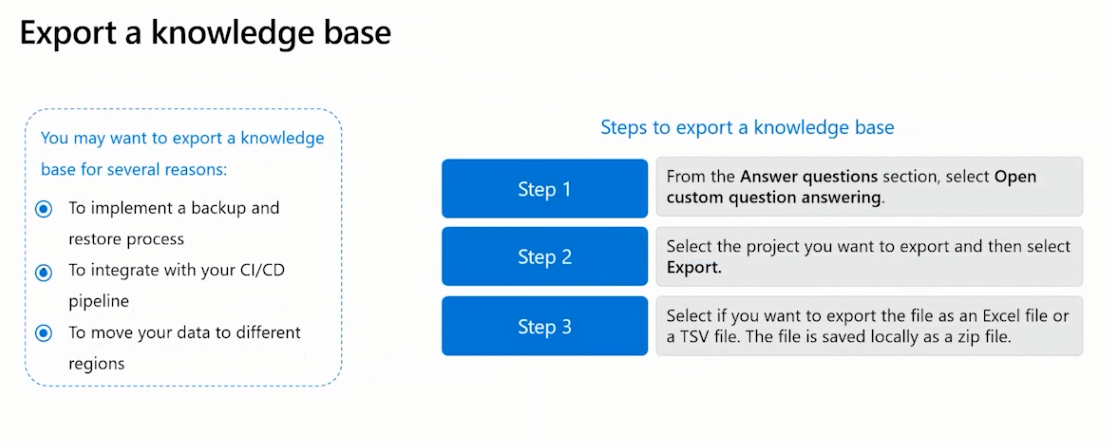 Export a knowledge base
You may want to export a knowledge
base for several reasons:
To implement a backup and
restore process
To integrate with your CI/CD
pipeline
To move your data to different
regions
Steps to export a knowledge base
Step 1
From the Answer questions section, select Open
custom question answering.
Step 2
Select the project you want to export and then select
Export.
Step 3
Select if you want to export the file as an Excel file or
a TSV file. The file is saved locally as a zip file.